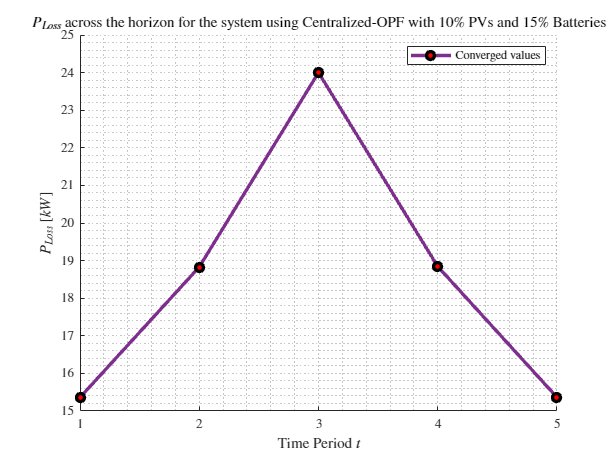 P_Loss across the horizon for the system using Centralized-OPF with 10% PVs and 15% Batteries
Converged values
25
24
23
22
21
20
19
18
17
16
15
P_Loss [kW]
1 2 3 4 5
Time Period t